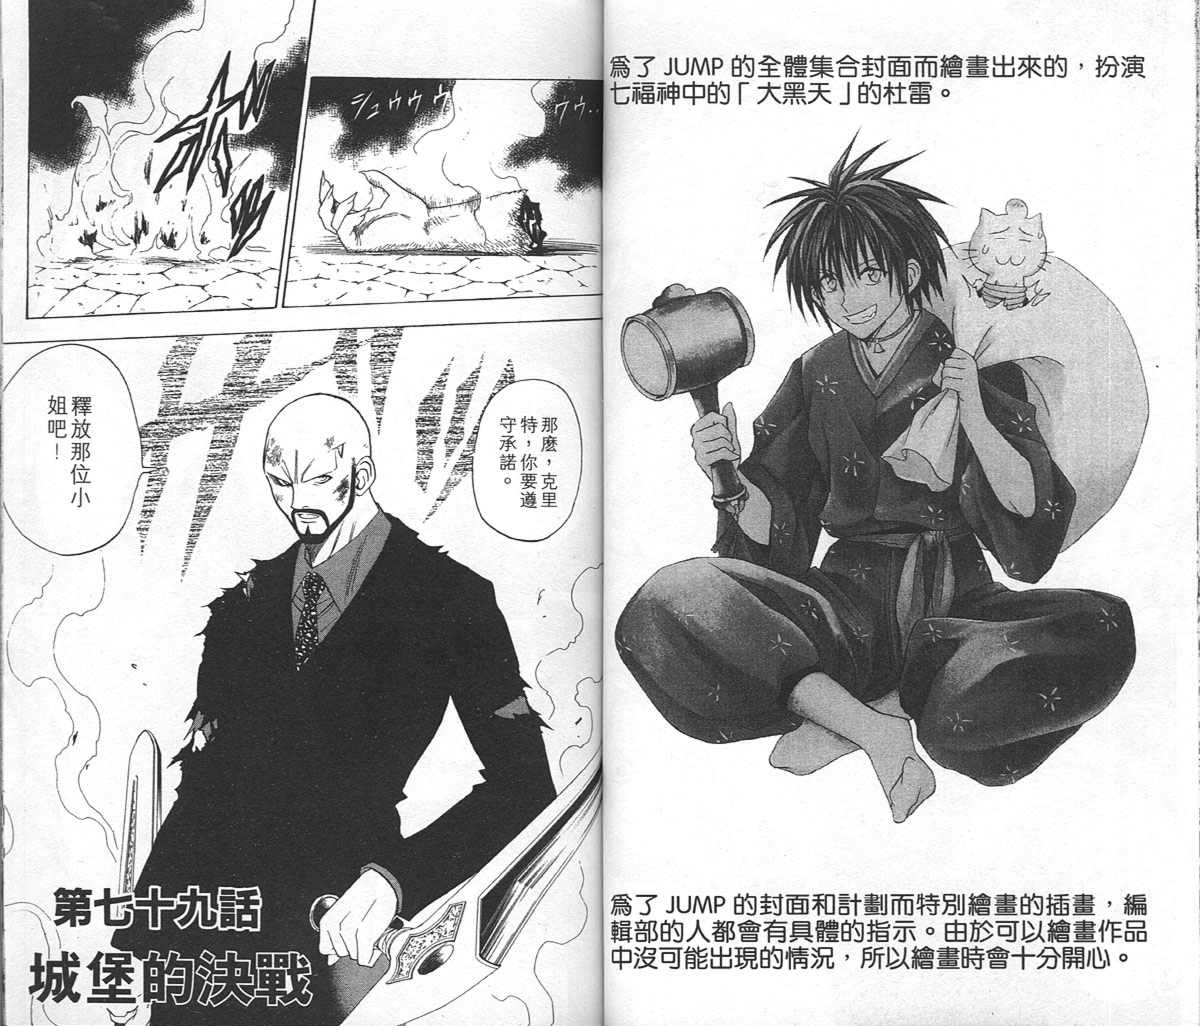 為了 JUMP 的全體集合封面而繪畫出來的，扮演
七福神中的「大黑天」的杜雷。
為了 JUMP 的封面和計劃而特別繪畫的插畫，編
輯部的人都會有具體的指示。由於可以繪畫作品
中沒可能出現的情況，所以繪畫時會十分開心。
シュウウウ
ウゥ…
那麼，克里
特，你要遵
守承諾。
釋放那位小
姐吧！
第七十九話
城堡的決戰